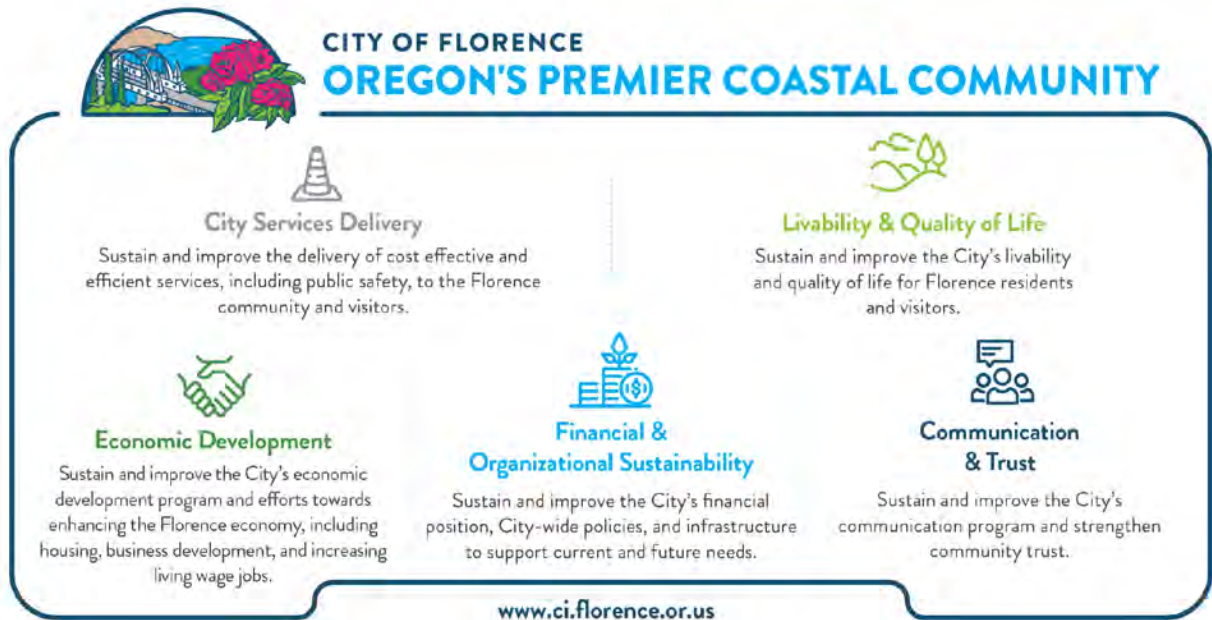 CITY OF FLORENCE
OREGON'S PREMIER COASTAL COMMUNITY
City Services Delivery
Sustain and improve the delivery of cost effective and
efficient services, including public safety, to the Florence
community and visitors.
Livability & Quality of Life
Sustain and improve the City's livability
and quality of life for Florence residents
and visitors.
Economic Development
Sustain and improve the City's economic
development program and efforts towards
enhancing the Florence economy, including
housing, business development, and increasing
living wage jobs.
Financial &
Organizational Sustainability
Sustain and improve the City's financial
position, City-wide policies, and infrastructure
to support current and future needs.
Communication
& Trust
Sustain and improve the City's
communication program and strengthen
community trust.
www.ci.florence.or.us